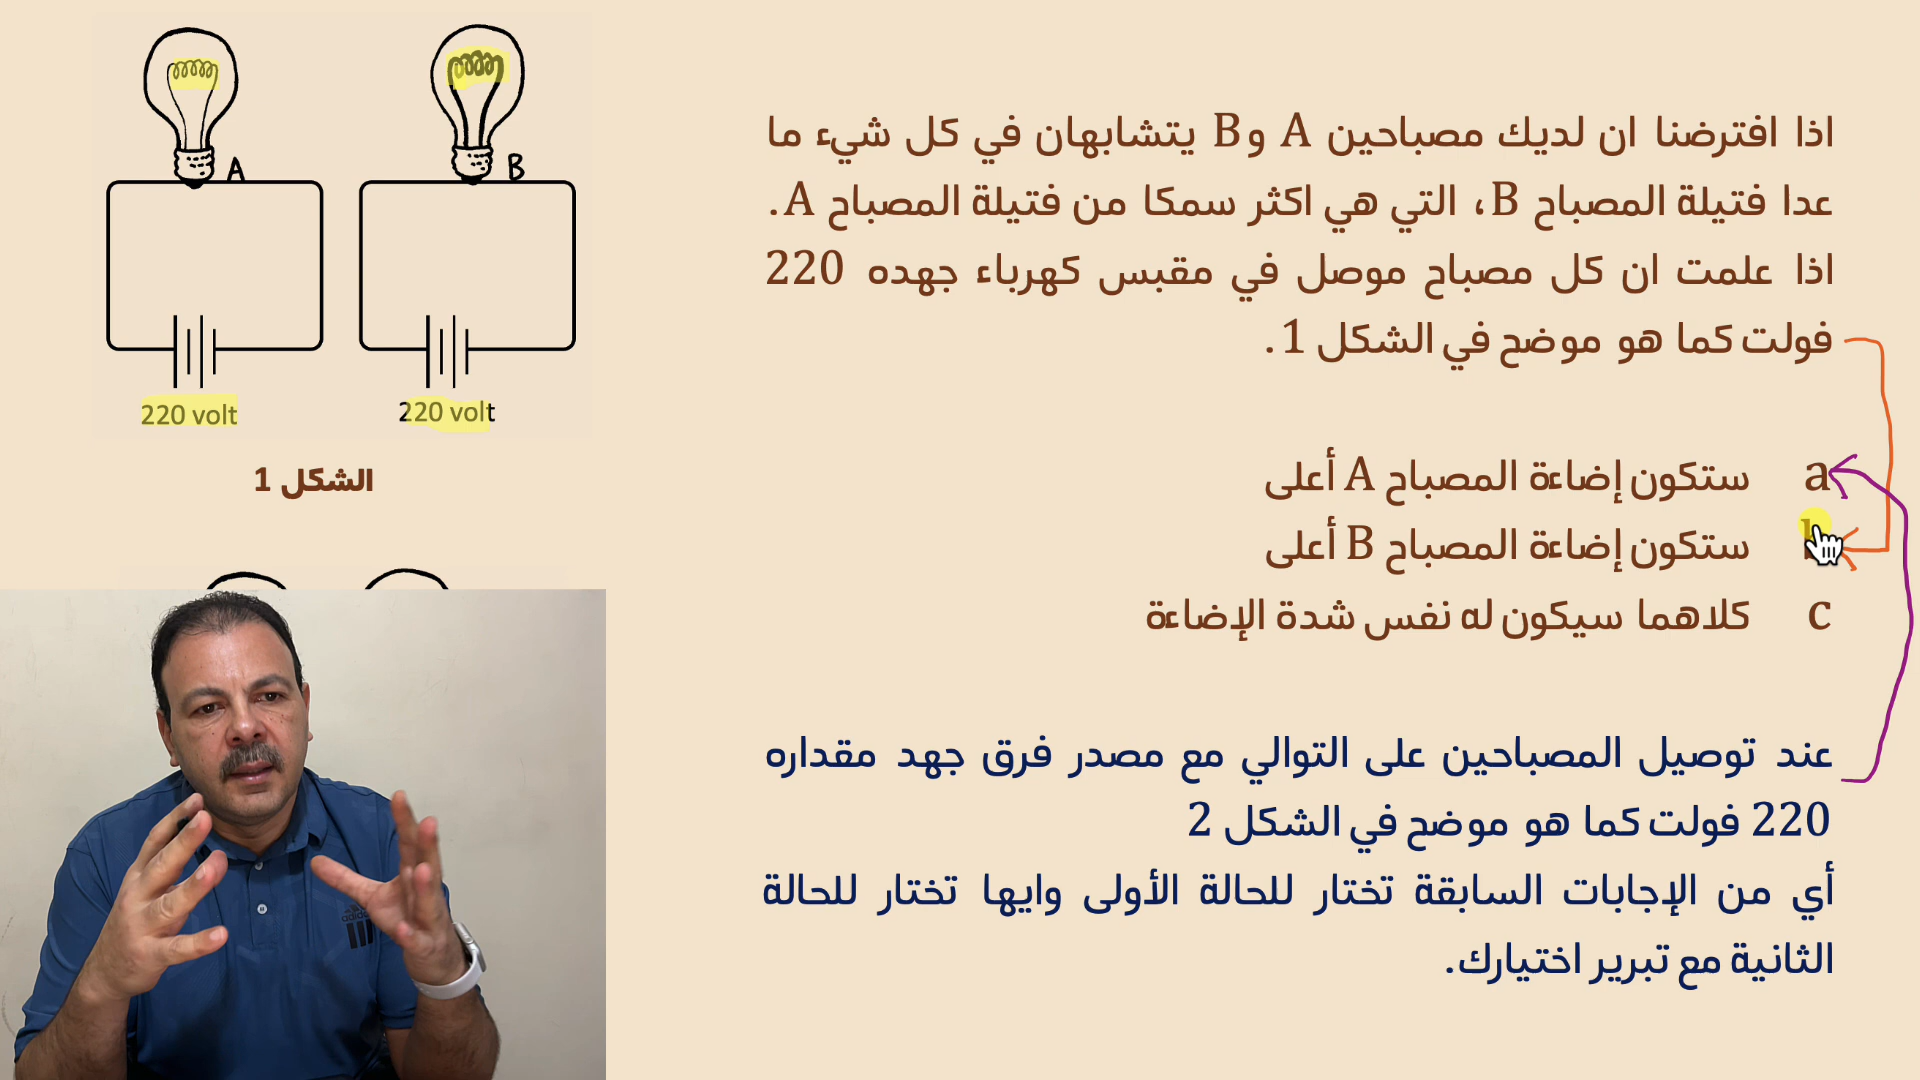 A
B
220 volt
220 volt
الشكل 1
اذا افترضنا ان لديك مصباحين A وB يتشابهان في كل شيء ما
عدا فتيلة المصباح B، التي هي اكثر سمكا من فتيلة المصباح A.
اذا علمت ان كل مصباح موصل في مقبس كهرباء جهده 220
فولت كما هو موضح في الشكل 1.
a ستكون إضاءة المصباح A أعلى
ستكون إضاءة المصباح B أعلى
c كلاهما سيكون له نفس شدة الإضاءة
عند توصيل المصباحين على التوالي مع مصدر فرق جهد مقداره
220 فولت كما هو موضح في الشكل 2
أي من الإجابات السابقة تختار للحالة الأولى وايها تختار للحالة
الثانية مع تبرير اختيارك.
adidas